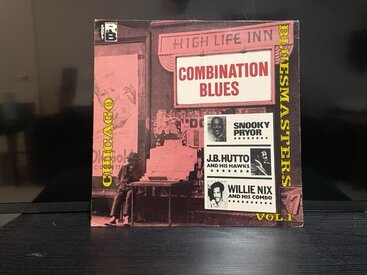 R&B
HIGH LIFE INN
COMBINATION
BLUES
CHICAGO
BLUESMASTERS
SNOOKY
PRYOR
J.B. HUTTO
AND HIS HAWKS
WILLIE NIX
AND HIS COMBO
VOL.1